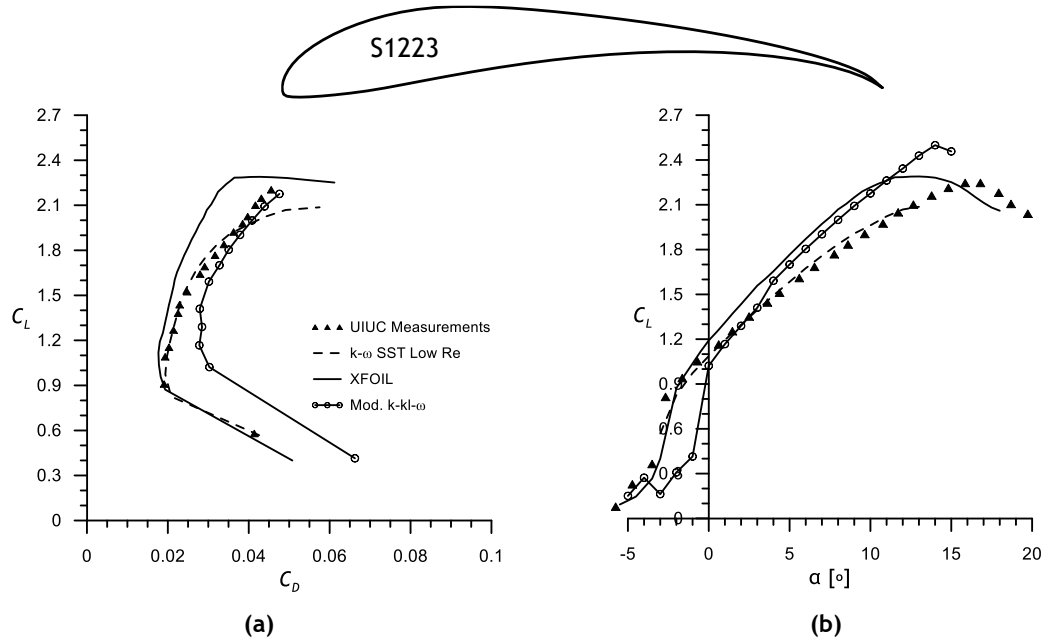 S1223
2.7
2.4
2.1
1.8
1.5
1.2
0.9
0.6
0.3
0
C_L
0 0.02 0.04 0.06 0.08 0.1
C_D
UIUC Measurements
k-ω SST Low Re
XFOIL
Mod. k-kl-ω
(a)
2.7
2.4
2.1
1.8
1.5
1.2
0.9
0.6
0.3
0
C_L
-5 0 5 10 15 20
α [º]
(b)